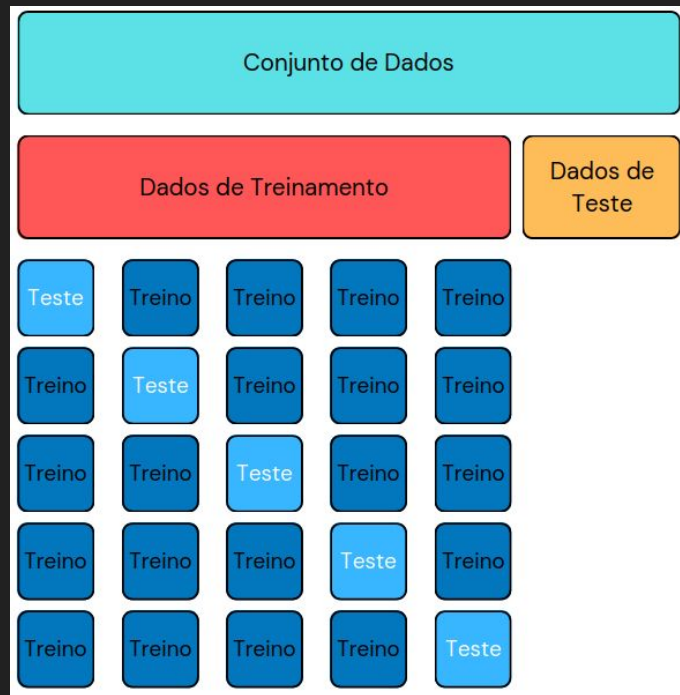 Conjunto de Dados
Dados de Treinamento
Dados de
Teste
Teste Treino Treino Treino Treino
Treino Teste Treino Treino Treino
Treino Treino Teste Treino Treino
Treino Treino Treino Teste Treino
Treino Treino Treino Treino Teste